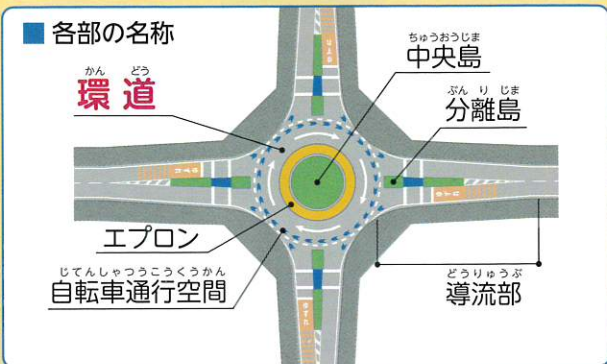 ■ 各部の名称
かん どう
環道
ちゅうおうじま
中央島
ぶんりじま
分離島
エプロン
じてんしゃつうこうくうかん
自転車通行空間
どうりゅうぶ
導流部